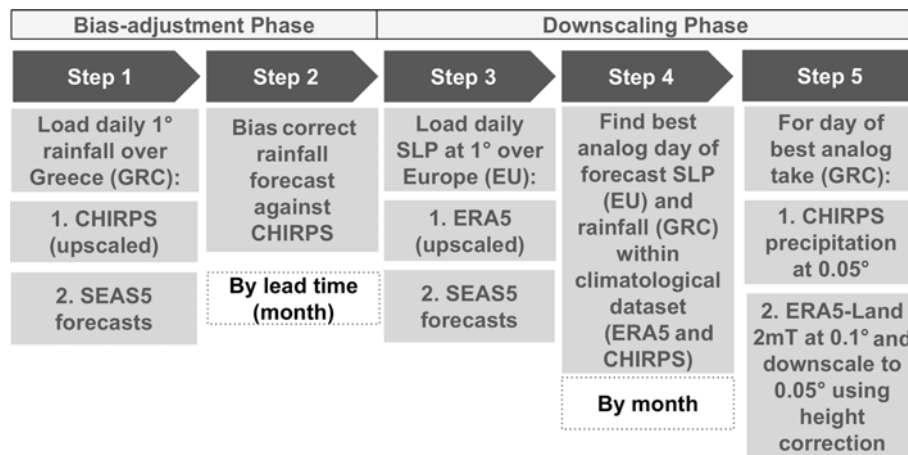 Bias-adjustment Phase
Downscaling Phase
Step 1
Load daily 1°
rainfall over
Greece (GRC):
1. CHIRPS
(upscaled)
2. SEAS5
forecasts
Step 2
Bias correct
rainfall
forecast
against
CHIRPS
By lead time
(month)
Step 3
Load daily
SLP at 1° over
Europe (EU):
1. ERA5
(upscaled)
2. SEAS5
forecasts
Step 4
Find best
analog day of
forecast SLP
(EU) and
rainfall (GRC)
within
climatological
dataset
(ERA5 and
CHIRPS)
By month
Step 5
For day of
best analog
take (GRC):
1. CHIRPS
precipitation
at 0.05°
2. ERA5-Land
2mT at 0.1° and
downscale to
0.05° using
height
correction